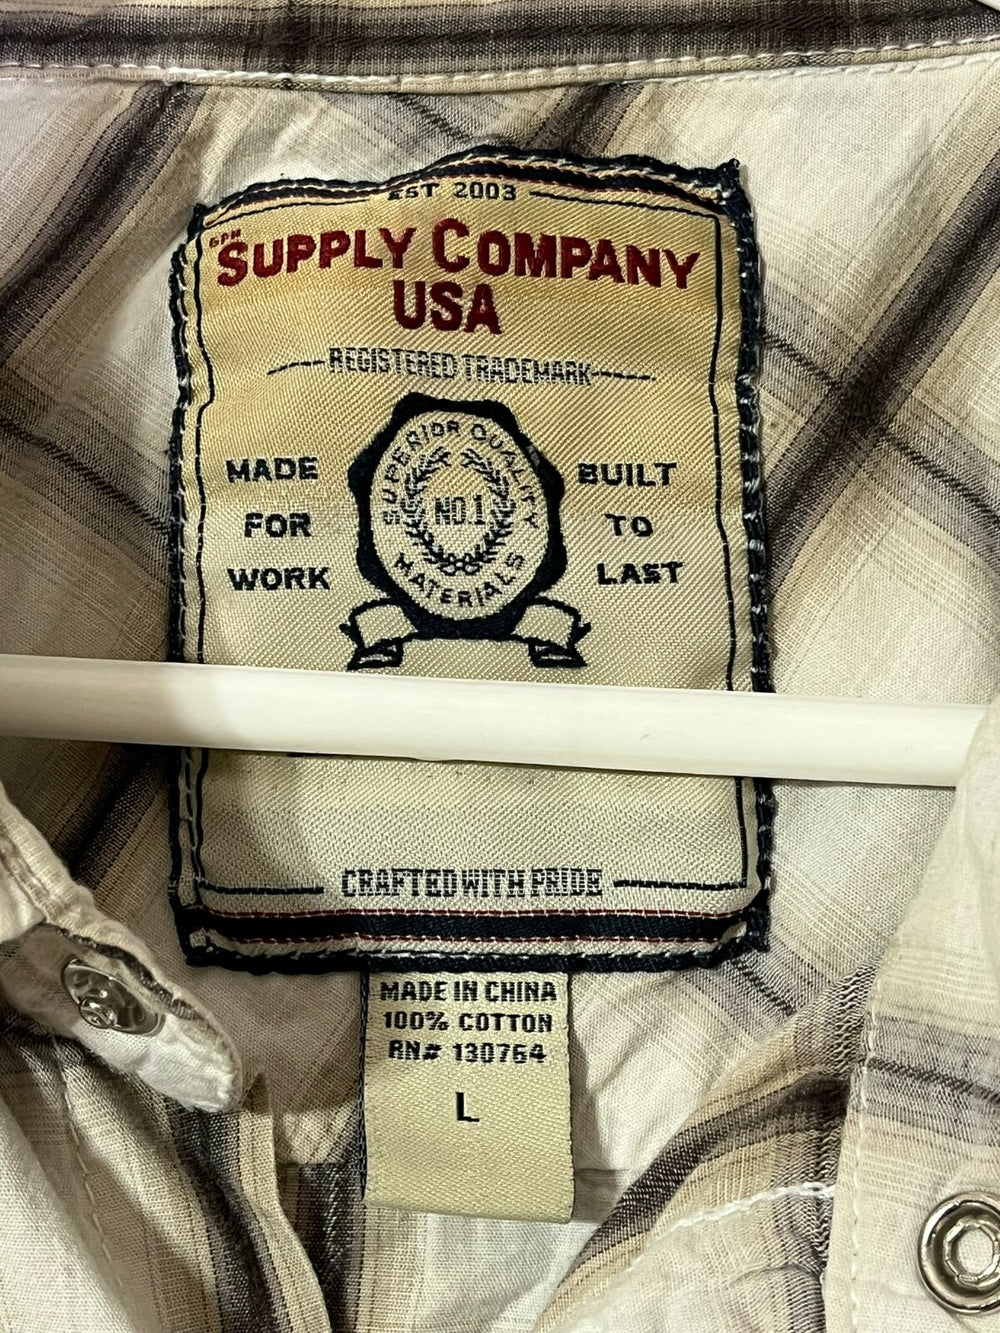 EST 2003
SUPPLY COMPANY
USA
REGISTERED TRADEMARK
MADE
FOR
WORK
SUPERIOR QUALITY
NO.1
MATERIALS
BUILT
TO
LAST
CRAFTED WITH PRIDE
MADE IN CHINA
100% COTTON
RN# 130764
L